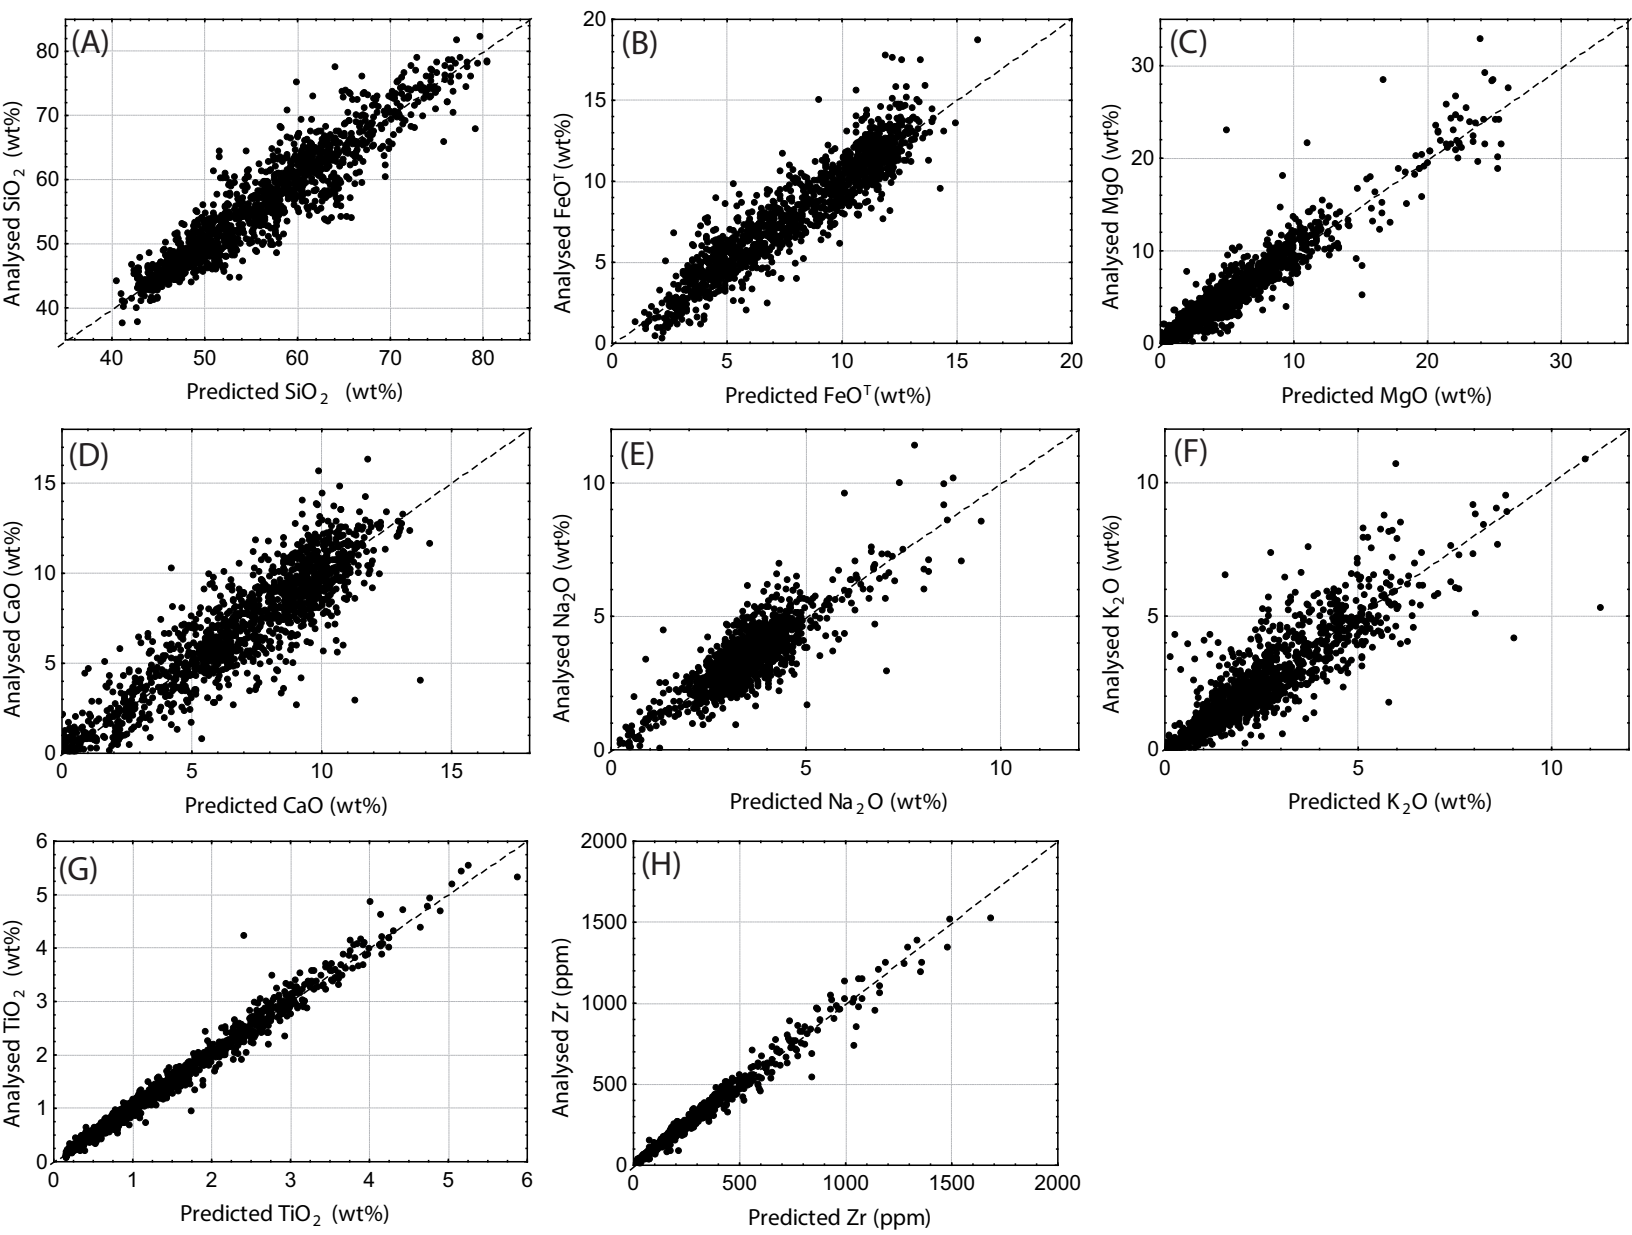 (A)
80
70
60
50
40
Analysed SiO2 (wt%)
40 50 60 70 80
Predicted SiO2 (wt%)
(B)
20
15
10
5
0
Analysed FeOT (wt%)
0 5 10 15 20
Predicted FeOT (wt%)
(C)
30
20
10
0
Analysed MgO (wt%)
0 10 20 30
Predicted MgO (wt%)
(D)
15
10
5
0
Analysed CaO (wt%)
0 5 10 15
Predicted CaO (wt%)
(E)
10
5
0
Analysed Na2O (wt%)
0 5 10
Predicted Na2O (wt%)
(F)
10
5
0
Analysed K2O (wt%)
0 5 10
Predicted K2O (wt%)
(G)
6
5
4
3
2
1
0
Analysed TiO2 (wt%)
0 1 2 3 4 5 6
Predicted TiO2 (wt%)
(H)
2000
1500
1000
500
0
Analysed Zr (ppm)
0 500 1000 1500 2000
Predicted Zr (ppm)